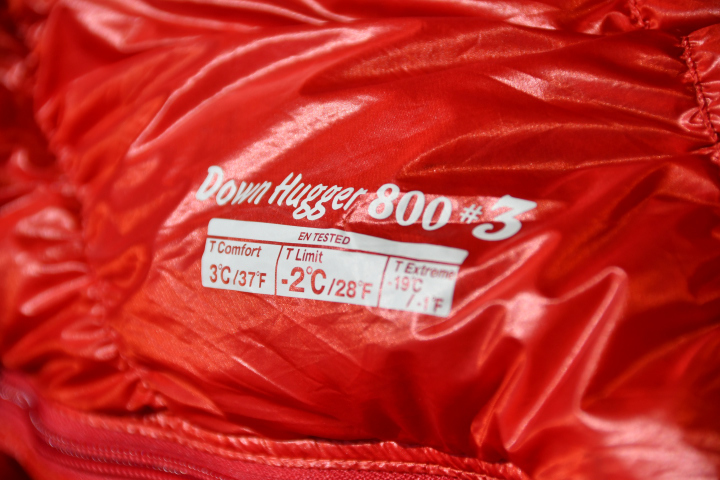 Down Hugger 800 #3
EN TESTED
T Comfort
3°C/37°F
T Limit
-2°C/28°F
T Extreme
-19°C
/-1°F